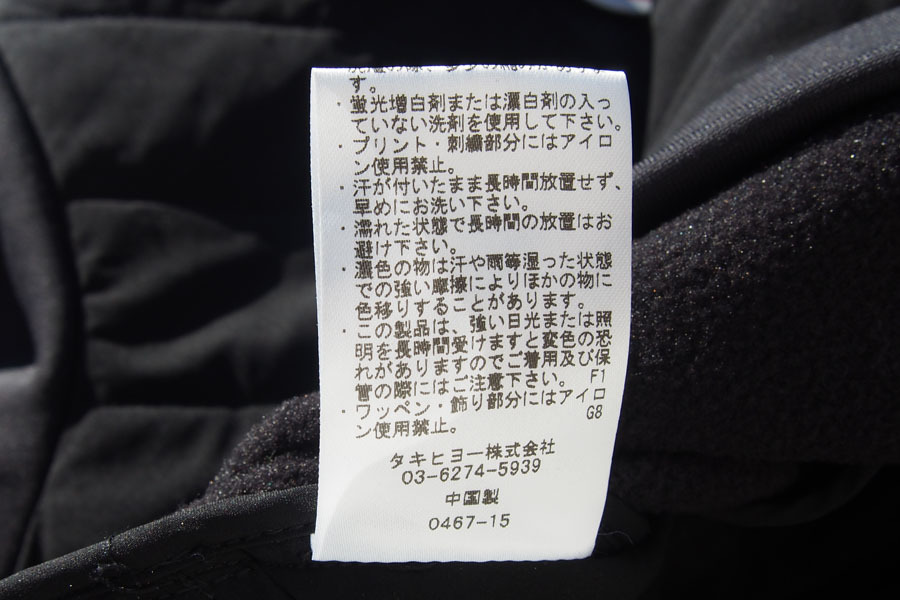 す。
・蛍光増白剤または漂白剤の入っ
ていない洗剤を使用して下さい。
・プリント・刺繍部分にはアイロ
ン使用禁止。
・汗が付いたまま長時間放置せず、
早めにお洗い下さい。
・濡れた状態で長時間の放置はお
避け下さい。
・濃色の物は汗や雨等湿った状態
での強い摩擦によりほかの物に
色移りすることがあります。
・この製品は、強い日光または照
明を長時間受けますと変色の恐
れがありますのでご着用及び保
管の際にはご注意下さい。 F1
・ワッペン・飾り部分にはアイロ
ン使用禁止。 G8
タキヒヨー株式会社
03-6274-5939
中国製
0467-15